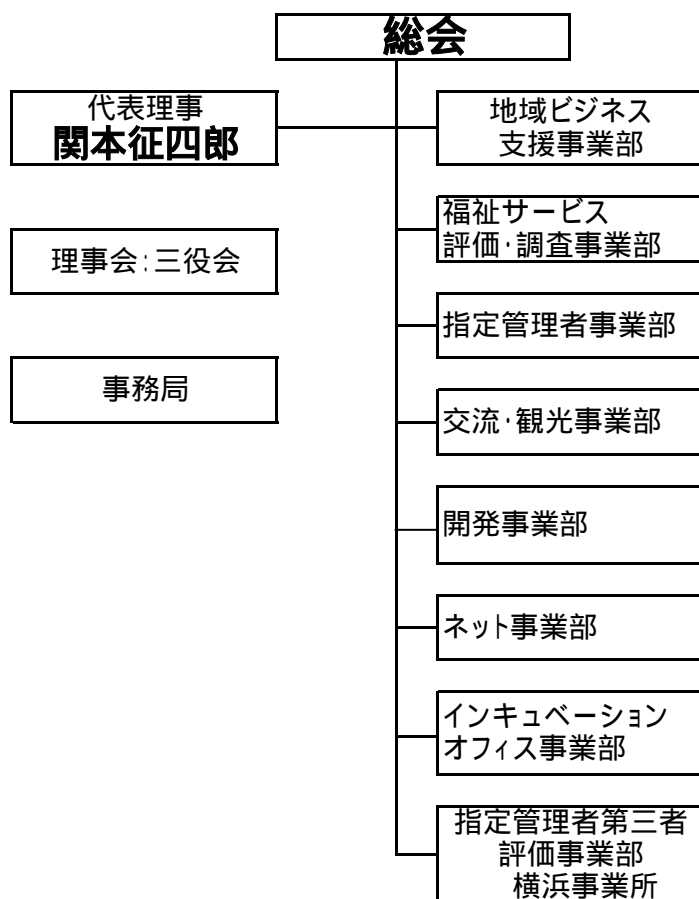 総会
代表理事
関本征四郎
理事会:三役会
事務局
地域ビジネス
支援事業部
福祉サービス
評価・調査事業部
指定管理者事業部
交流・観光事業部
開発事業部
ネット事業部
インキュベーション
オフィス事業部
指定管理者第三者
評価事業部
横浜事業所